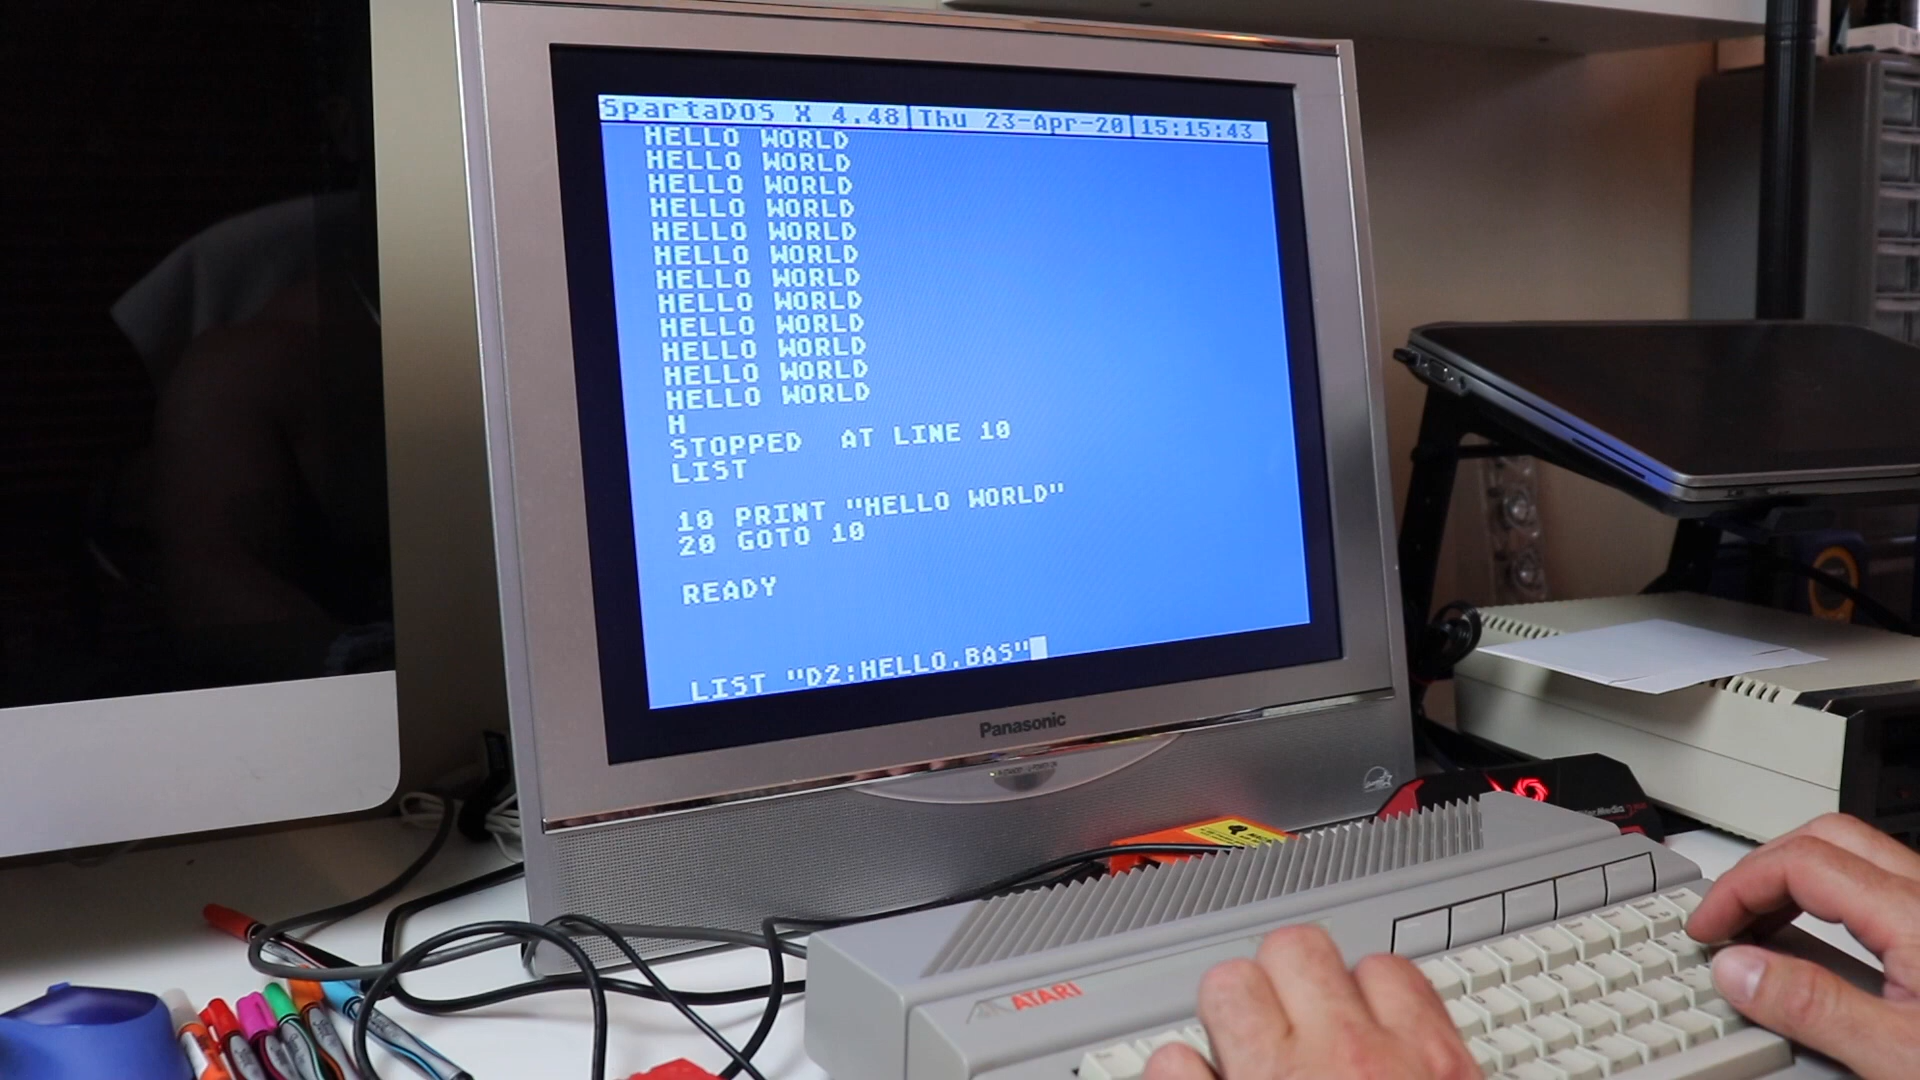 SpartaDOS X 4.48|Thu 23-Apr-20|15:15:43
HELLO WORLD
HELLO WORLD
HELLO WORLD
HELLO WORLD
HELLO WORLD
HELLO WORLD
HELLO WORLD
HELLO WORLD
HELLO WORLD
HELLO WORLD
HELLO WORLD
HELLO WORLD
H
STOPPED AT LINE 10
LIST
10 PRINT "HELLO WORLD"
20 GOTO 10
READY
LIST "D2:HELLO.BAS"
Panasonic
ATARI